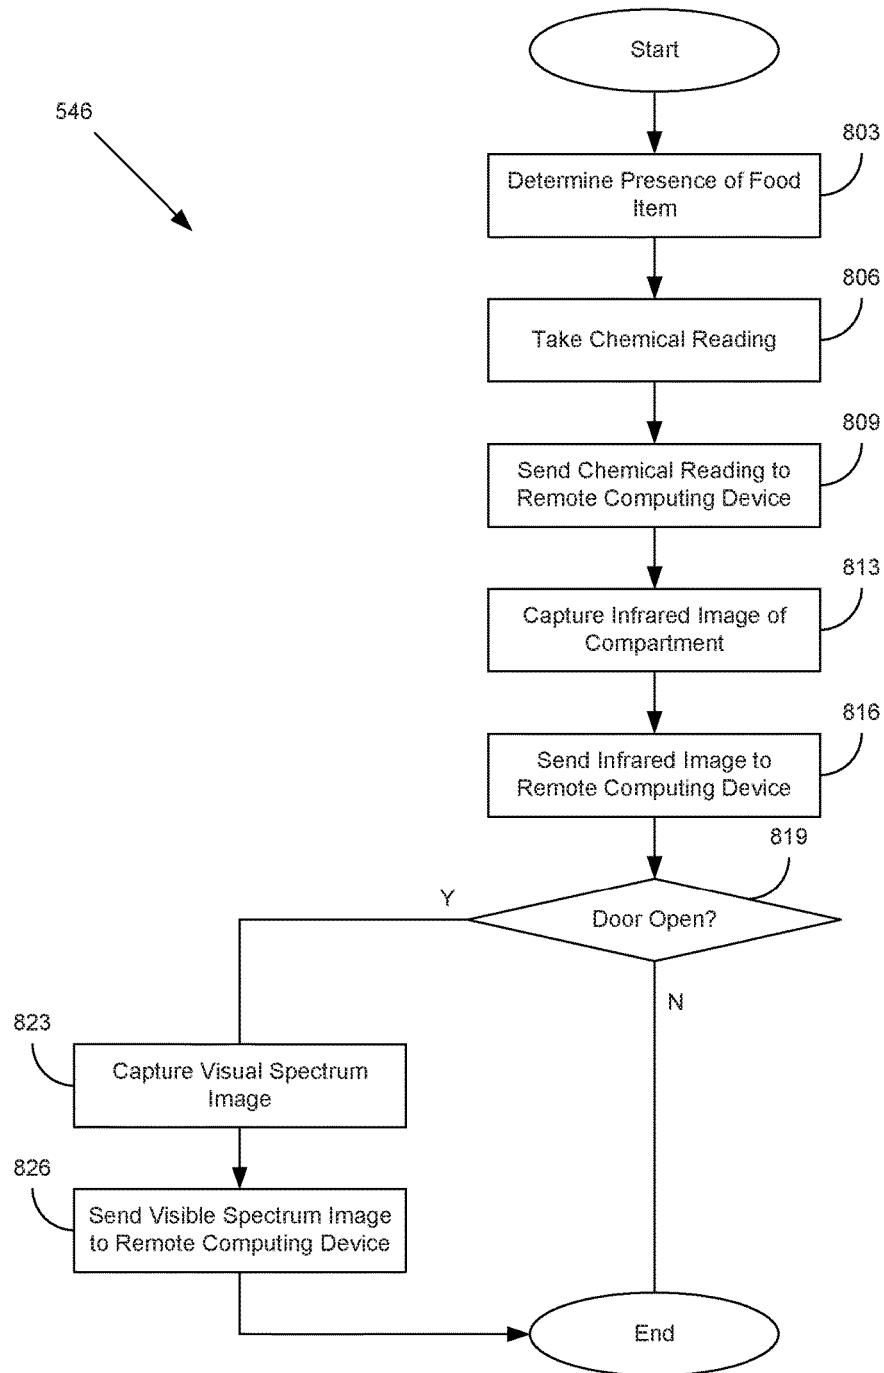 Start
546
803
Determine Presence of Food
Item
806
Take Chemical Reading
809
Send Chemical Reading to
Remote Computing Device
813
Capture Infrared Image of
Compartment
816
Send Infrared Image to
Remote Computing Device
819
Door Open?
Y
N
823
Capture Visual Spectrum
Image
826
Send Visible Spectrum Image
to Remote Computing Device
End